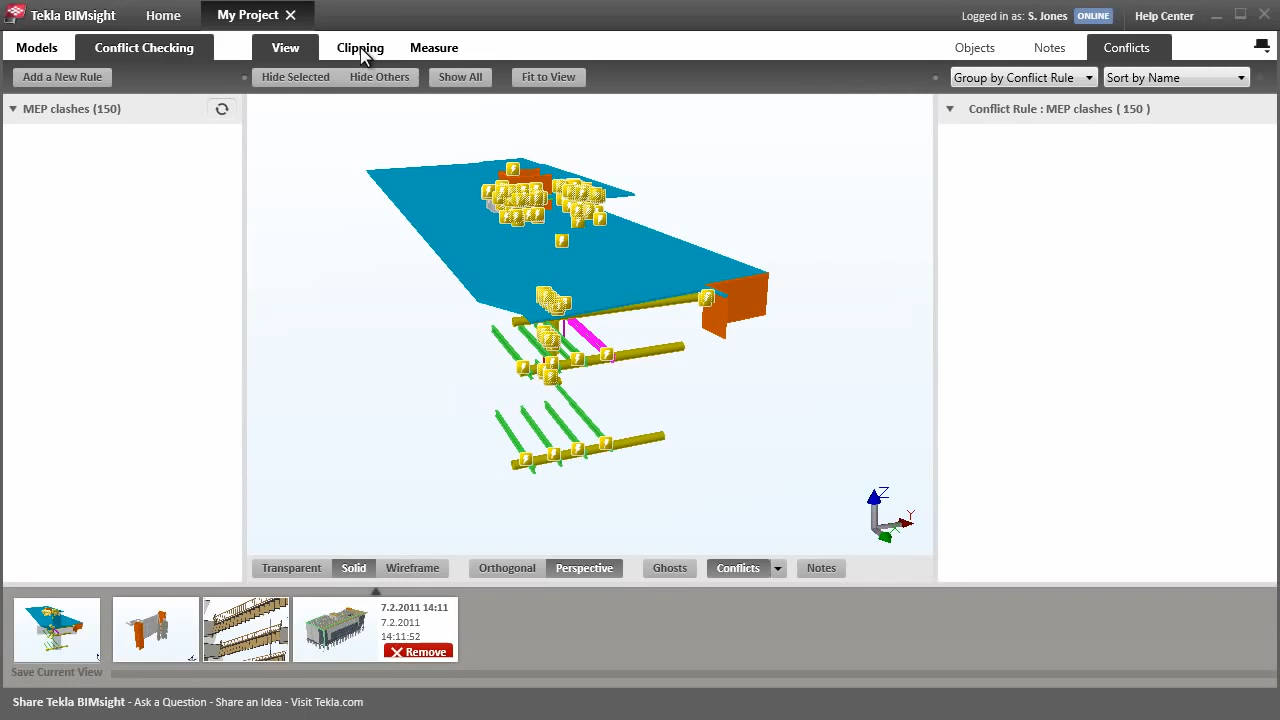 Tekla BIMsight Home My Project Logged in as: S. Jones ONLINE Help Center
Models Conflict Checking View Clipping Measure Objects Notes Conflicts
Add a New Rule Hide Selected Hide Others Show All Fit to View Group by Conflict Rule Sort by Name
MEP clashes (150) Conflict Rule : MEP clashes ( 150 )
Z
Y
X
Transparent Solid Wireframe Orthogonal Perspective Ghosts Conflicts Notes
7.2.2011 14:11
7.2.2011
14:11:52
Remove
Save Current View
Share Tekla BIMsight - Ask a Question - Share an Idea - Visit Tekla.com